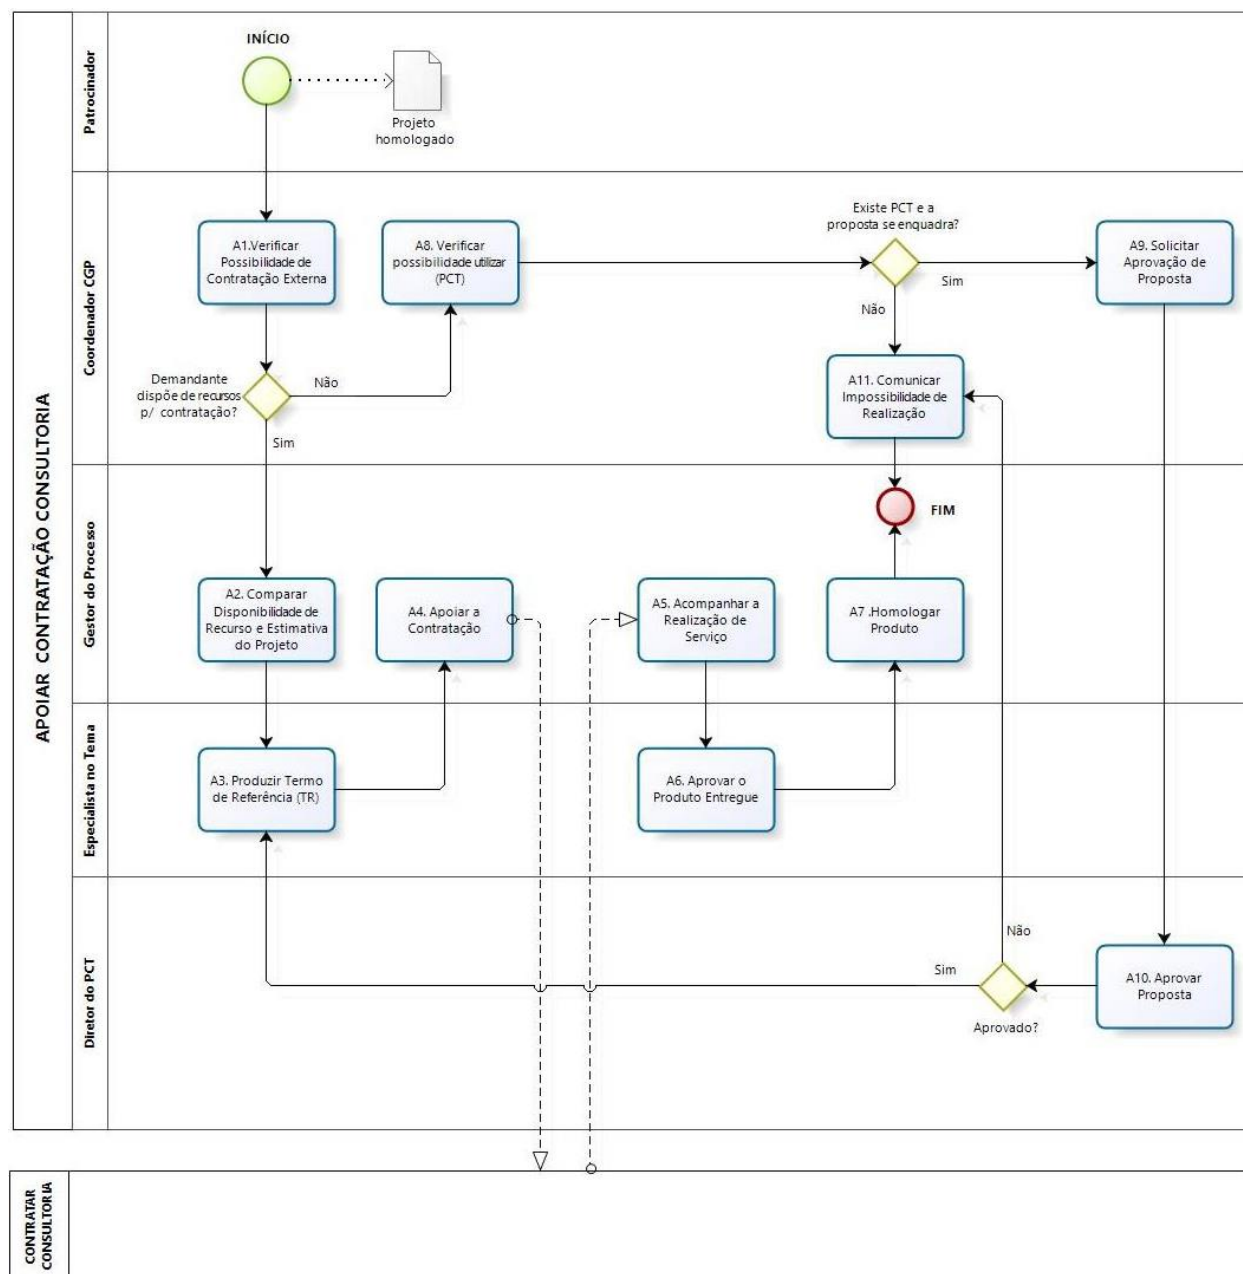 APOIAR CONTRATAÇÃO CONSULTORIA
Patrocinador
INÍCIO
Projeto
homologado
Coordenador CGP
A1.Verificar
Possibilidade de
Contratação Externa
A8. Verificar
possibilidade utilizar
(PCT)
Existe PCT e a
proposta se enquadra?
Sim
Não
A9. Solicitar
Aprovação de
Proposta
Demandante
dispõe de recursos
p/ contratação?
Não
Sim
A11. Comunicar
Impossibilidade de
Realização
Gestor do Processo
FIM
A2. Comparar
Disponibilidade de
Recurso e Estimativa
do Projeto
A4. Apoiar a
Contratação
A5. Acompanhar a
Realização de
Serviço
A7 .Homologar
Produto
Especialista no Tema
A3. Produzir Termo
de Referência (TR)
A6. Aprovar o
Produto Entregue
Diretor do PCT
Não
Sim
Aprovado?
A10. Aprovar
Proposta
CONTRATAR
CONSULTORIA